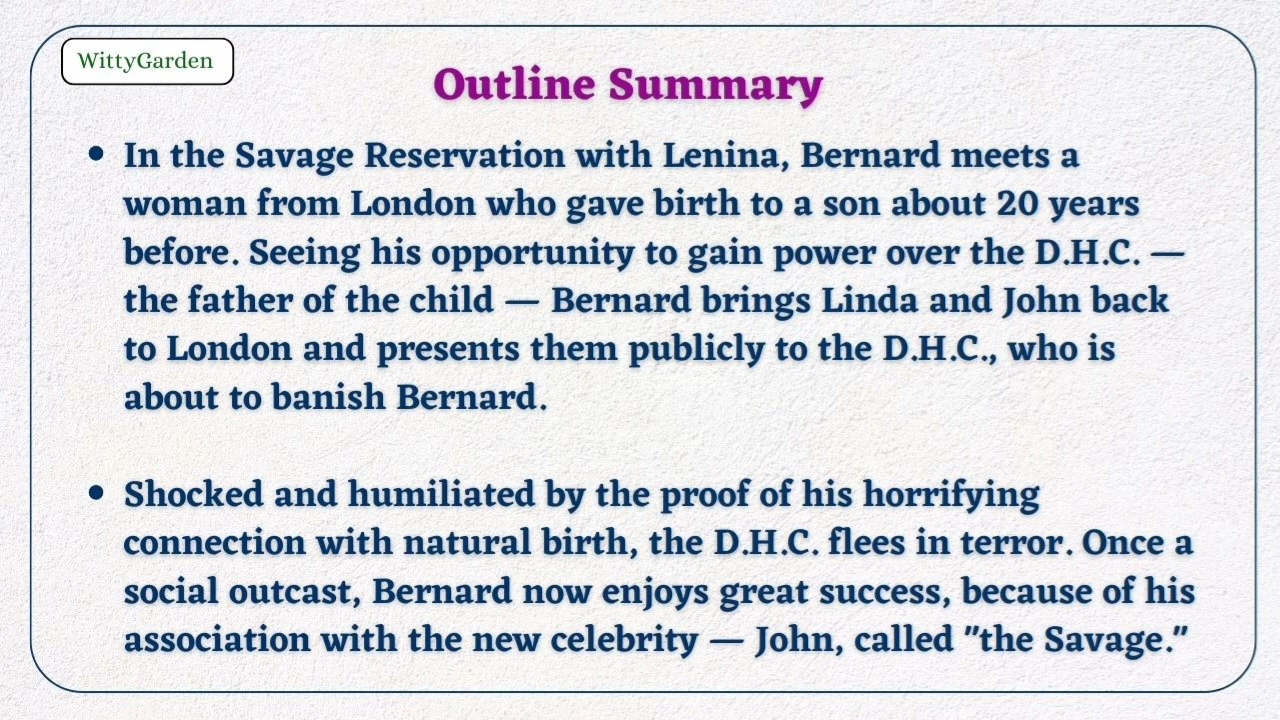 WittyGarden
Outline Summary
• In the Savage Reservation with Lenina, Bernard meets a
woman from London who gave birth to a son about 20 years
before. Seeing his opportunity to gain power over the D.H.C. —
the father of the child — Bernard brings Linda and John back
to London and presents them publicly to the D.H.C., who is
about to banish Bernard.
• Shocked and humiliated by the proof of his horrifying
connection with natural birth, the D.H.C. flees in terror. Once a
social outcast, Bernard now enjoys great success, because of his
association with the new celebrity — John, called "the Savage."